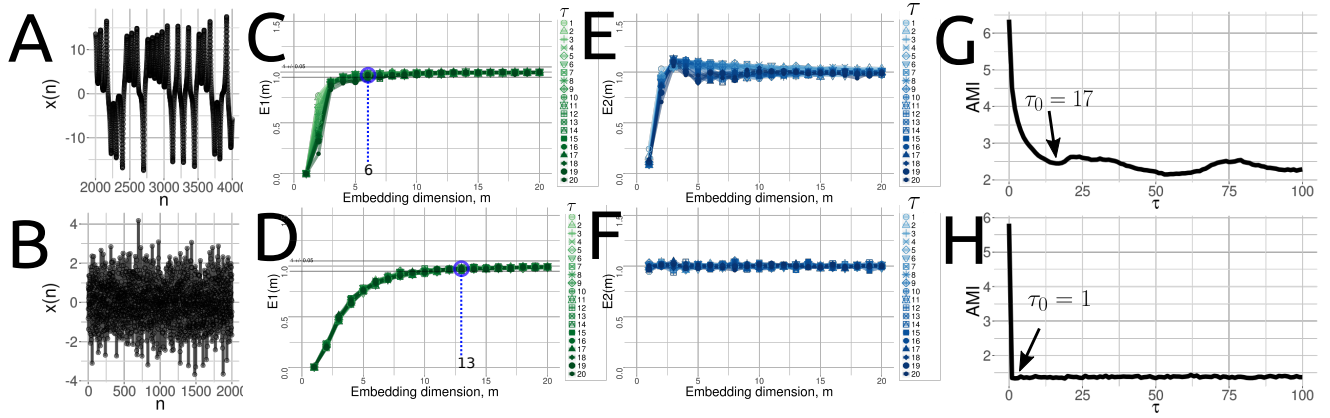 A
x(n)
10
0
-10
2000 2500 3000 3500 4000
n
C
E1(m)
1.5
1.0
0.5
0.0
1 +/- 0.05
6
0 5 10 15 20
Embedding dimension, m
τ
1
2
3
4
5
6
7
8
9
10
11
12
13
14
15
16
17
18
19
20
E
E2(m)
1.5
1.0
0.5
0.0
0 5 10 15 20
Embedding dimension, m
τ
1
2
3
4
5
6
7
8
9
10
11
12
13
14
15
16
17
18
19
20
G
AMI
6
5
4
3
2
τ₀ = 17
0 25 50 75 100
τ
B
x(n)
4
2
0
-2
-4
0 500 1000 1500 2000
n
D
E1(m)
1.0
0.5
0.0
1 +/- 0.05
13
0 5 10 15 20
Embedding dimension, m
τ
1
2
3
4
5
6
7
8
9
10
11
12
13
14
15
16
17
18
19
20
F
E2(m)
1.5
1.0
0.5
0.0
0 5 10 15 20
Embedding dimension, m
τ
1
2
3
4
5
6
7
8
9
10
11
12
13
14
15
16
17
18
19
20
H
AMI
6
5
4
3
2
τ₀ = 1
0 25 50 75 100
τ